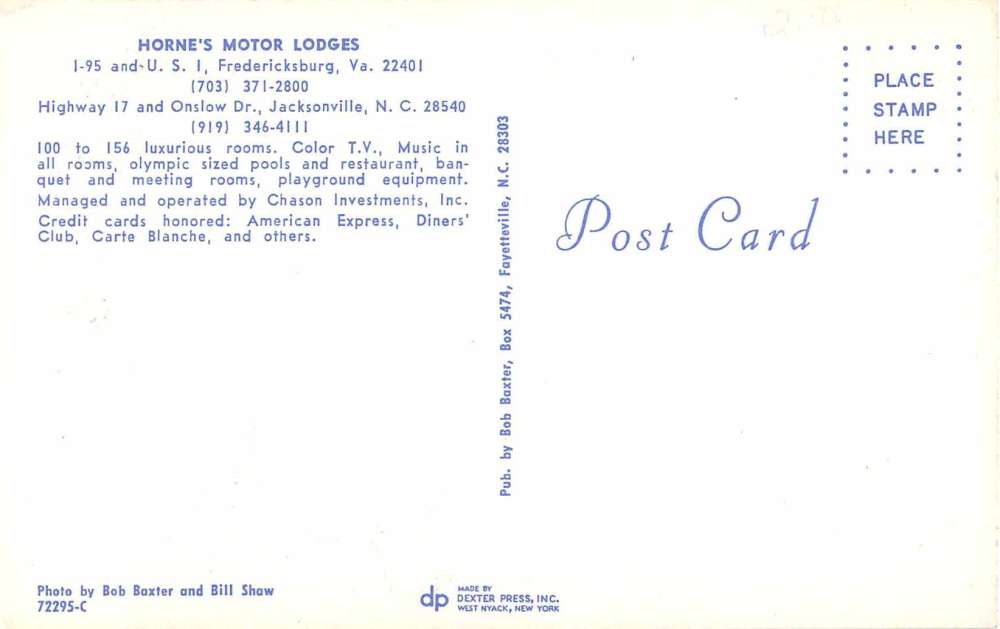 HORNE'S MOTOR LODGES
I-95 and U. S. 1, Fredericksburg, Va. 22401
(703) 371-2800
Highway 17 and Onslow Dr., Jacksonville, N. C. 28540
(919) 346-4111
100 to 156 luxurious rooms. Color T.V., Music in
all rooms, olympic sized pools and restaurant, ban-
quet and meeting rooms, playground equipment.
Managed and operated by Chason Investments, Inc.
Credit cards honored: American Express, Diners'
Club, Carte Blanche, and others.
Pub. by Bob Baxter, Box 5474, Fayetteville, N.C. 28303
PLACE
STAMP
HERE
Post Card
Photo by Bob Baxter and Bill Shaw
72295-C
dp
MADE BY
DEXTER PRESS, INC.
WEST NYACK, NEW YORK